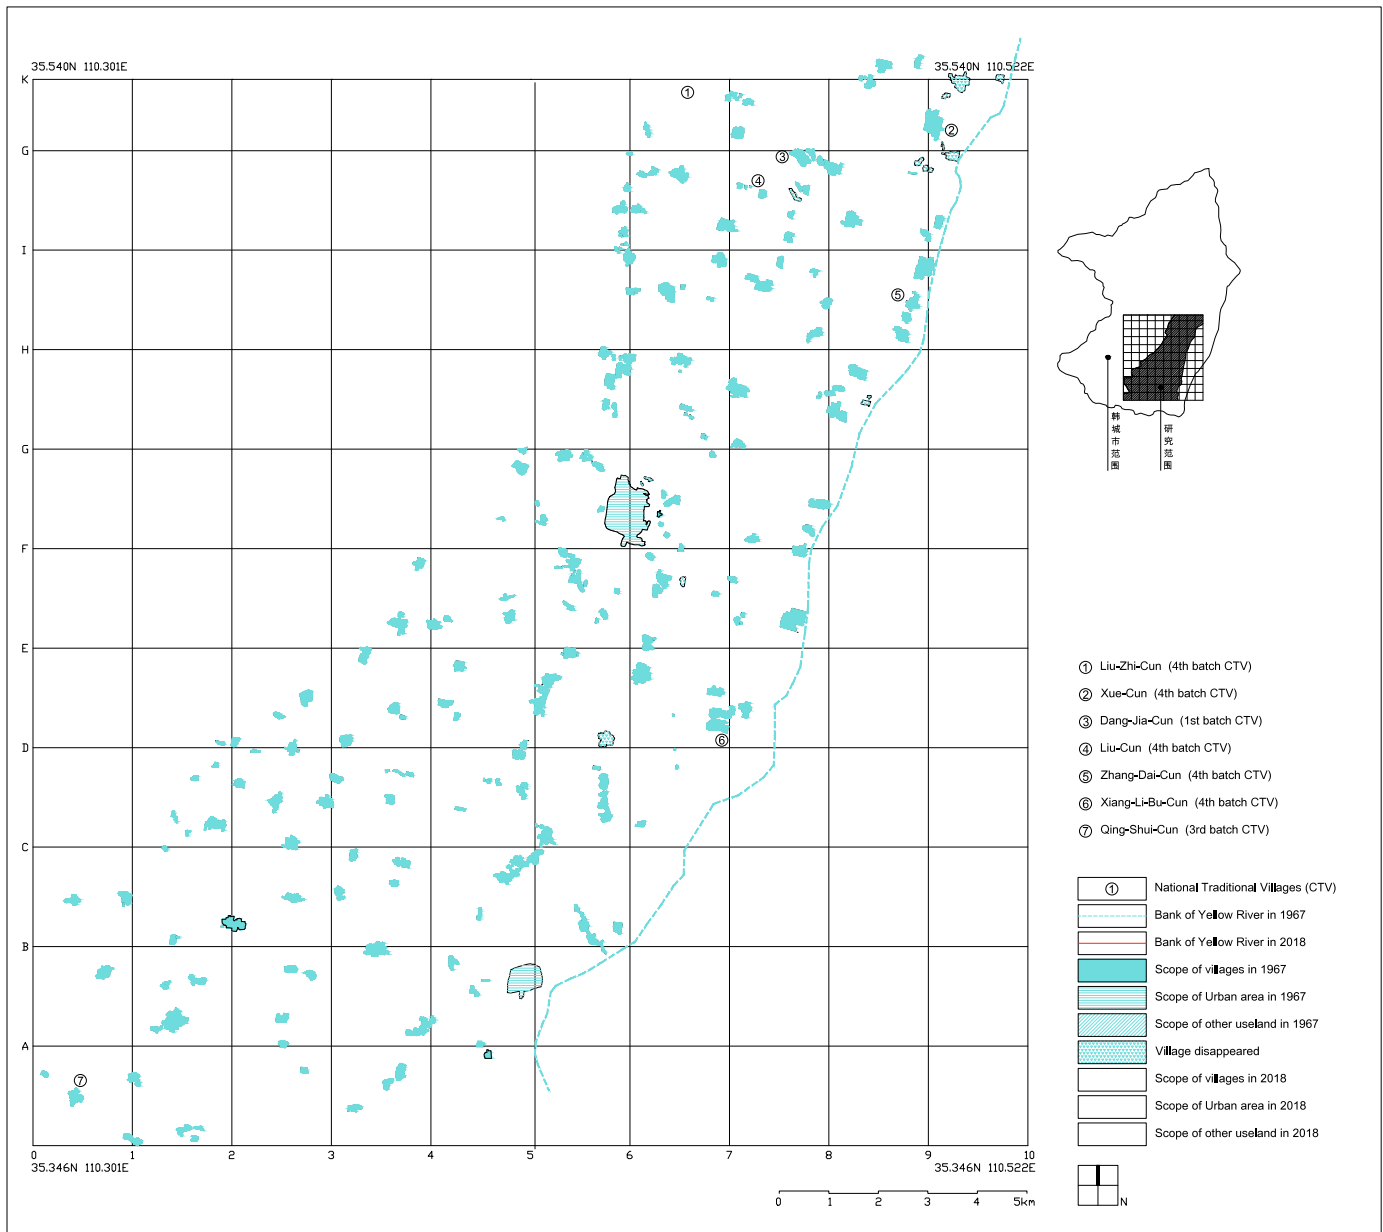 35.540N 110.301E
35.540N 110.522E
K
G
I
H
G
F
E
D
C
B
A
0
1
2
3
4
5
6
7
8
9
10
35.346N 110.301E
35.346N 110.522E
①
②
③
④
⑤
⑥
⑦
韩城市范围
研究范围
① Liu-Zhi-Cun (4th batch CTV)
② Xue-Cun (4th batch CTV)
③ Dang-Jia-Cun (1st batch CTV)
④ Liu-Cun (4th batch CTV)
⑤ Zhang-Dai-Cun (4th batch CTV)
⑥ Xiang-Li-Bu-Cun (4th batch CTV)
⑦ Qing-Shui-Cun (3rd batch CTV)
① National Traditional Villages (CTV)
Bank of Yellow River in 1967
Bank of Yellow River in 2018
Scope of villages in 1967
Scope of Urban area in 1967
Scope of other useland in 1967
Village disappeared
Scope of villages in 2018
Scope of Urban area in 2018
Scope of other useland in 2018
N
0 1 2 3 4 5km